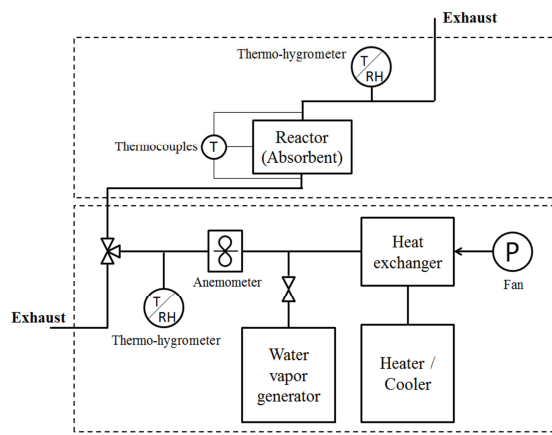 Exhaust
Thermo-hygrometer
T
RH
Thermocouples
T
Reactor
(Absorbent)
Heat
exchanger
P
Fan
Anemometer
Exhaust
T
RH
Thermo-hygrometer
Water
vapor
generator
Heater /
Cooler